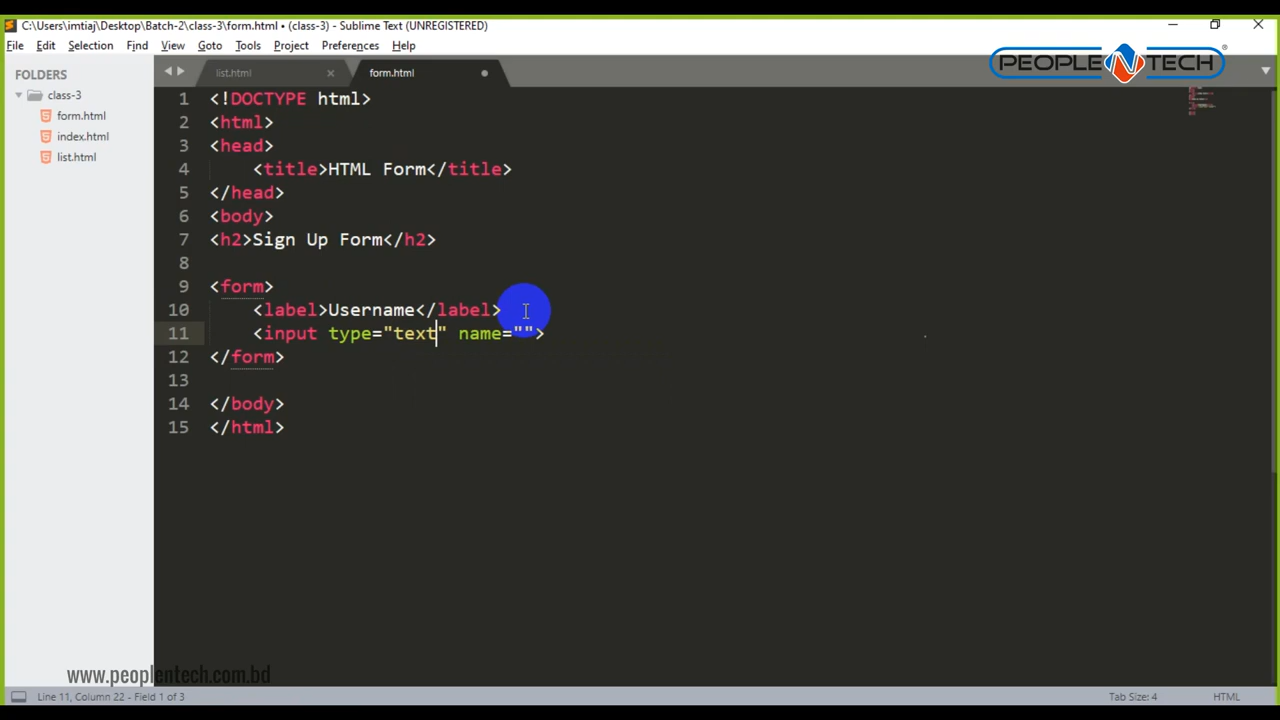 C:\Users\imtiaj\Desktop\Batch-2\class-3\form.html • (class-3) - Sublime Text (UNREGISTERED)
File Edit Selection Find View Goto Tools Project Preferences Help
PEOPLE N TECH ®
FOLDERS
class-3
form.html
index.html
list.html
list.html × form.html
1 <!DOCTYPE html>
2 <html>
3 <head>
4 <title>HTML Form</title>
5 </head>
6 <body>
7 <h2>Sign Up Form</h2>
8
9 <form>
10 <label>Username</label>
11 <input type="text" name="">
12 </form>
13
14 </body>
15 </html>
www.peoplentech.com.bd
Line 11, Column 22 - Field 1 of 3 Tab Size: 4 HTML